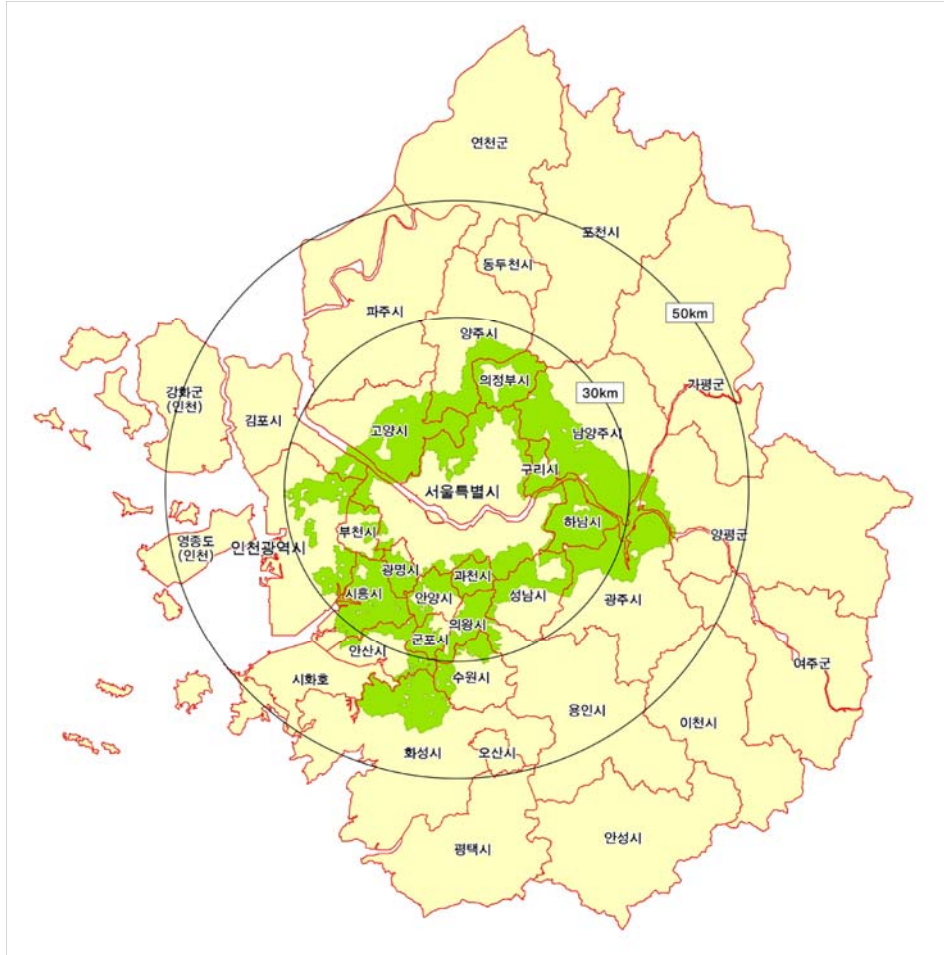 연천군
포천시
동두천시
파주시
50km
양주시
의정부시
30km
가평군
강화군
(인천)
김포시
고양시
남양주시
구리시
서울특별시
하남시
부천시
양평군
영종도
(인천)
인천광역시
광명시
과천시
시흥시
안양시
성남시
광주시
의왕시
군포시
안산시
여주군
시화호
수원시
용인시
이천시
화성시
오산시
안성시
평택시